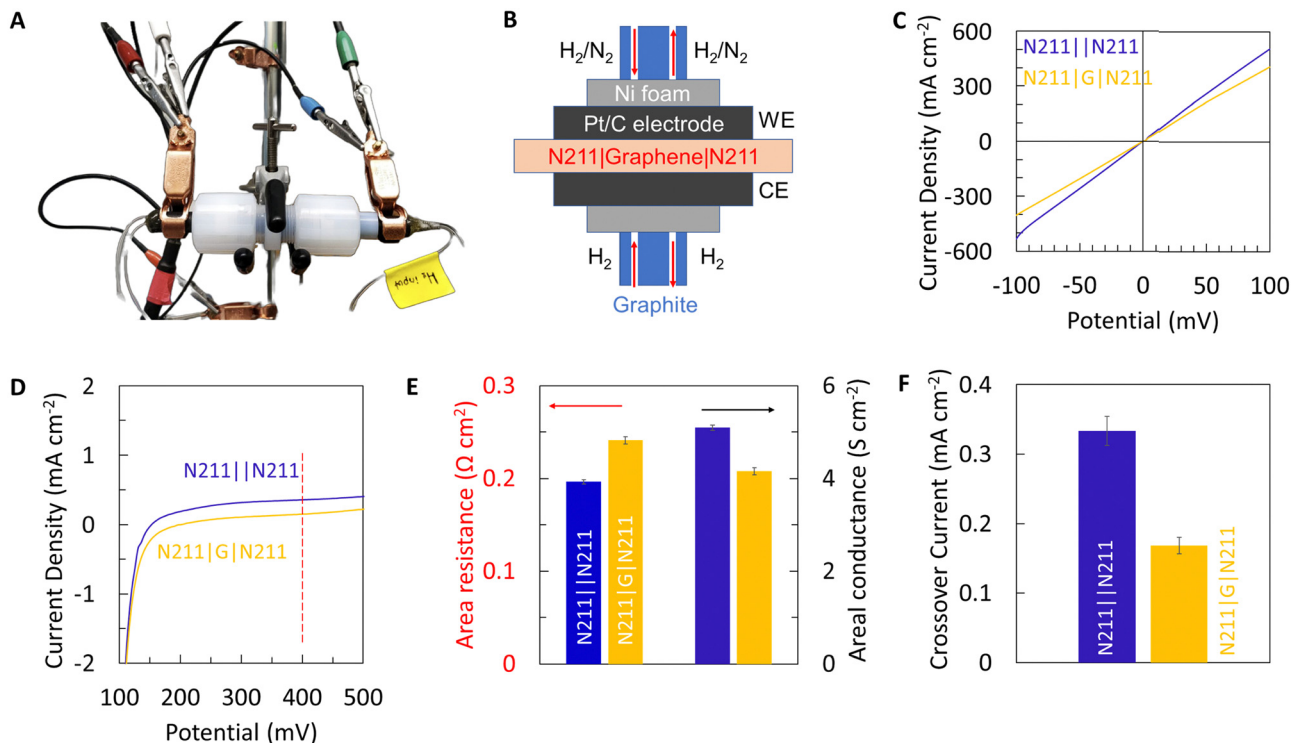 A
H₂ input
B
H₂/N₂ H₂/N₂
Ni foam
Pt/C electrode WE
N211|Graphene|N211
CE
H₂ H₂
Graphite
C
Current Density (mA cm⁻²)
600
300
0
-300
-600
N211||N211
N211|G|N211
-100 -50 0 50 100
Potential (mV)
D
Current Density (mA cm⁻²)
2
1
0
-1
-2
N211||N211
N211|G|N211
100 200 300 400 500
Potential (mV)
E
Area resistance (Ω cm²)
0.3
0.2
0.1
0
N211||N211
N211|G|N211
6
4
2
0
Areal conductance (S cm⁻²)
F
Crossover Current (mA cm⁻²)
0.4
0.3
0.2
0.1
0
N211||N211
N211|G|N211